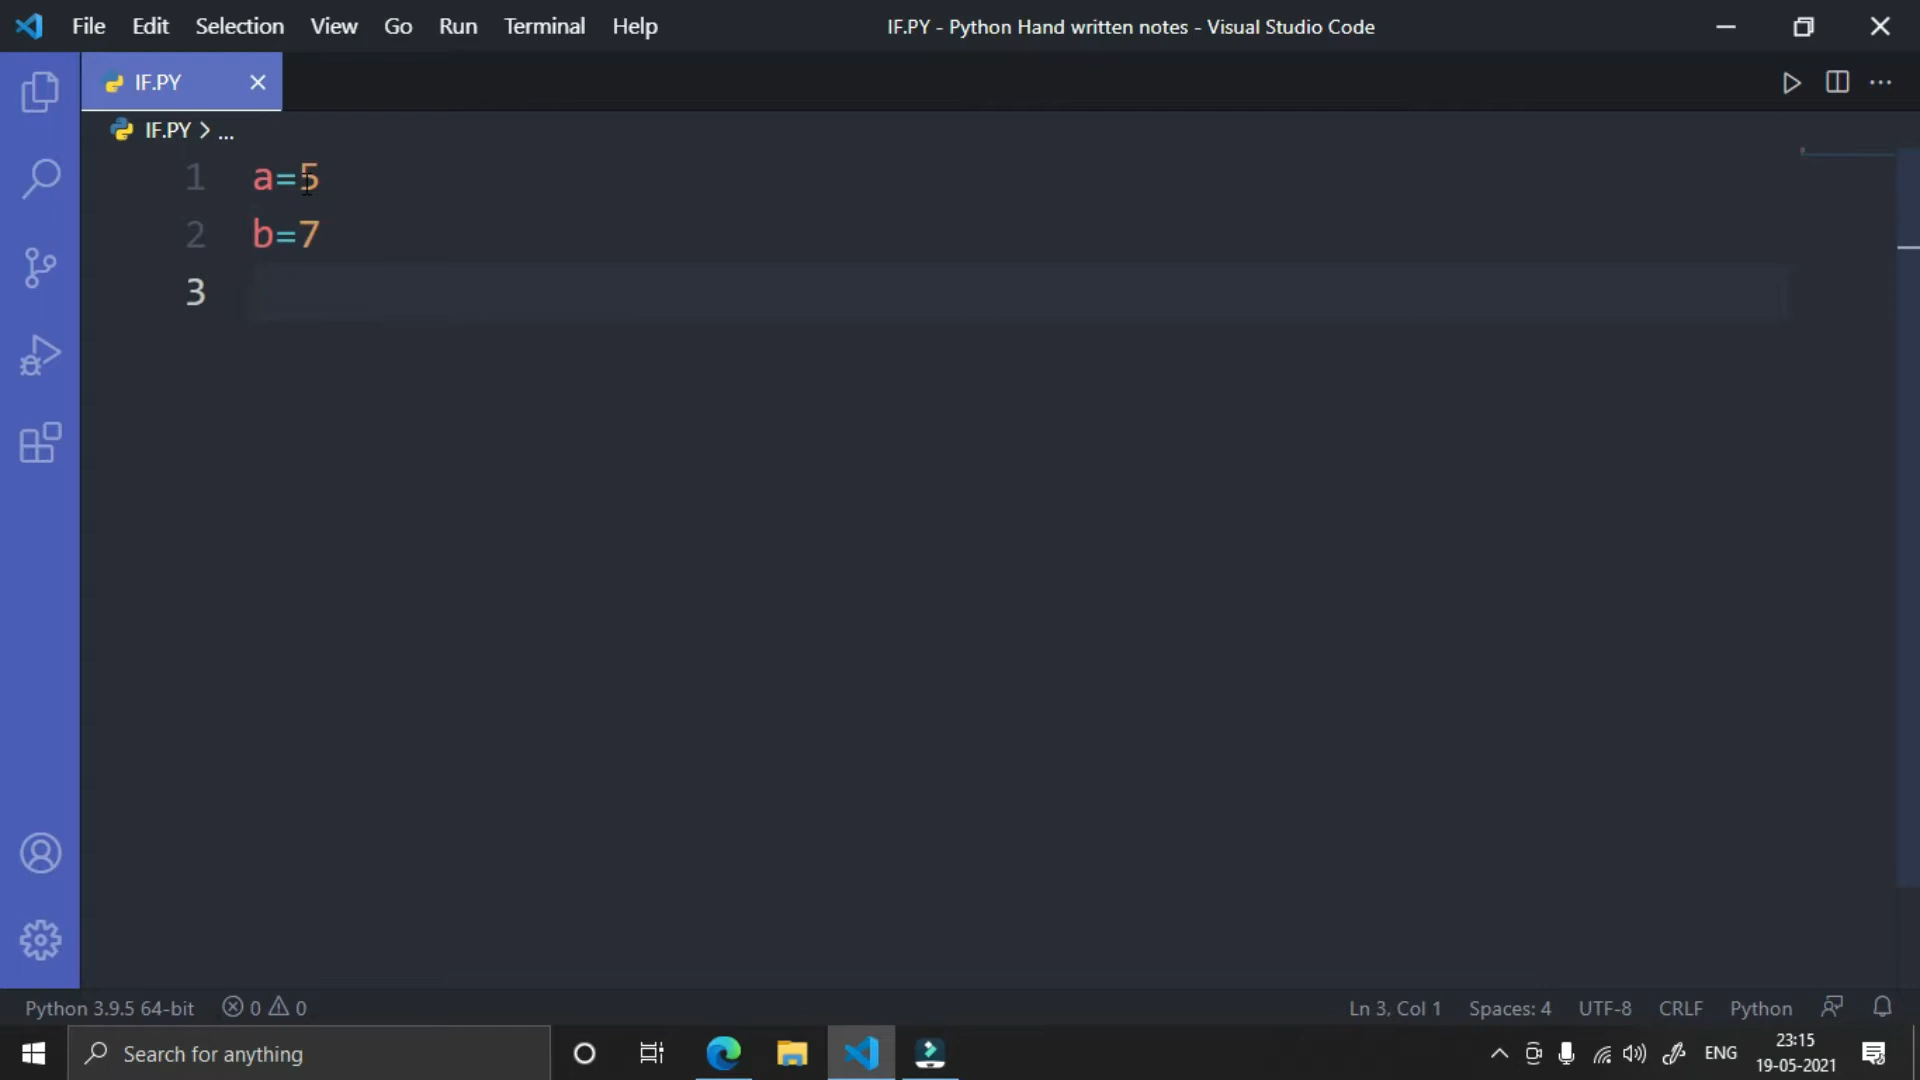 File Edit Selection View Go Run Terminal Help IF.PY - Python Hand written notes - Visual Studio Code
IF.PY
IF.PY > ...
1 a=5
2 b=7
3
Python 3.9.5 64-bit 0 0 Ln 3, Col 1 Spaces: 4 UTF-8 CRLF Python
Search for anything ENG 23:15
19-05-2021